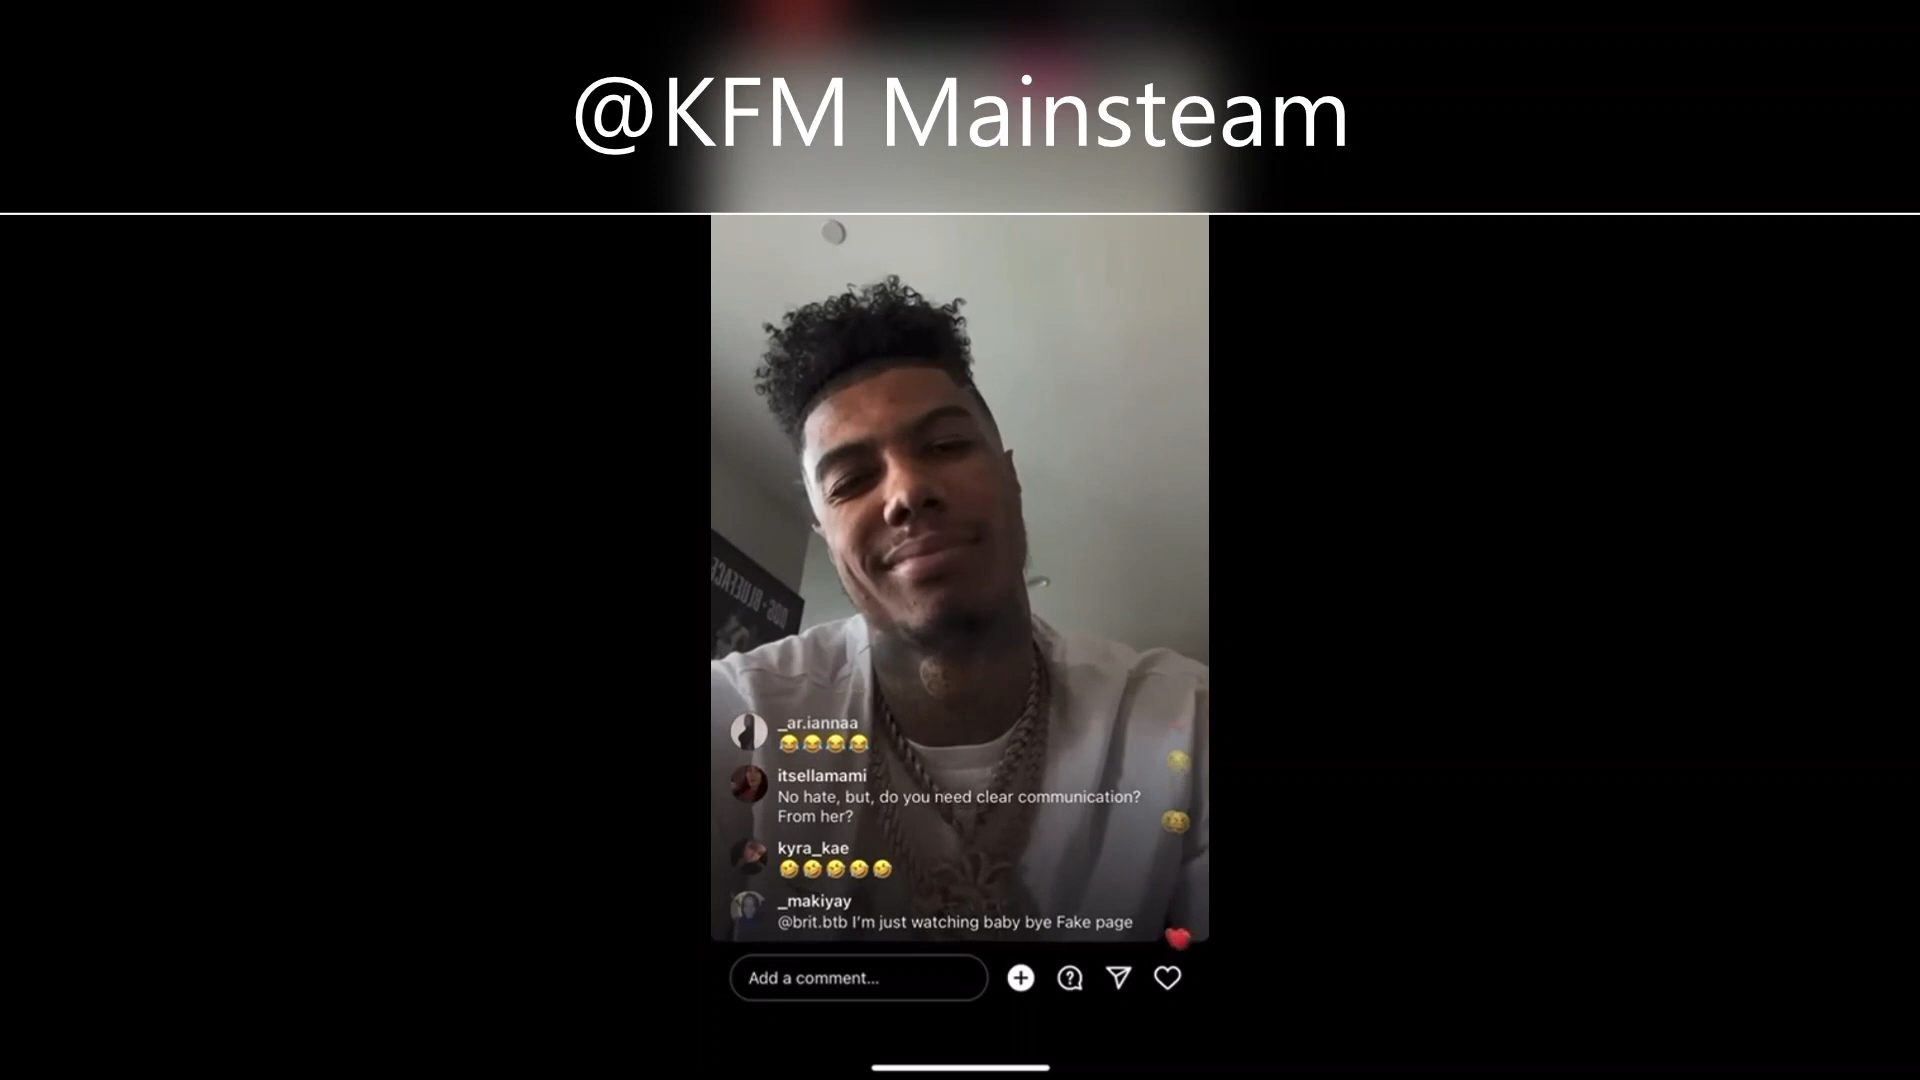 @KFM Mainsteam
_ar.iannaa
😂😂😂😂
itsellamami
No hate, but, do you need clear communication?
From her?
kyra_kae
🤣🤣🤣🤣🤣
_makiyay
@brit.btb I'm just watching baby bye Fake page
Add a comment...